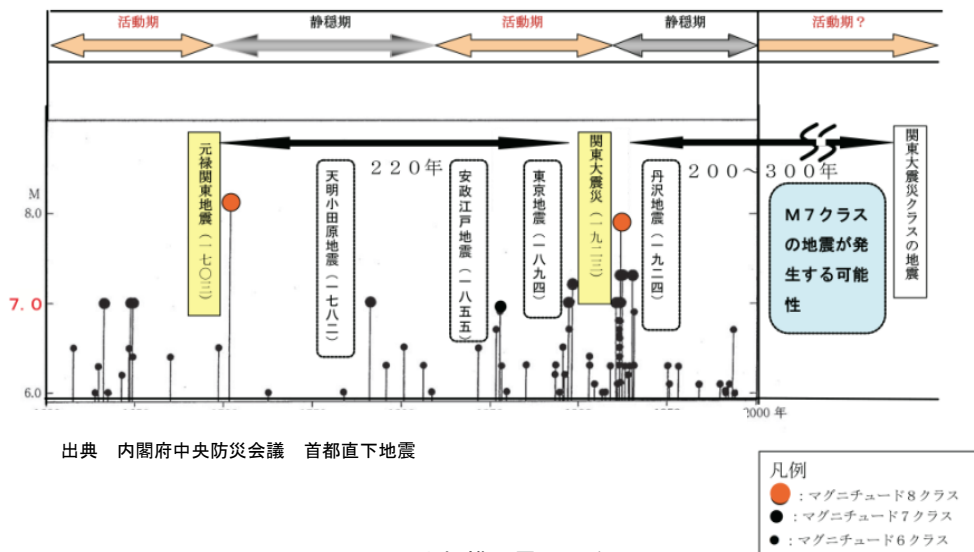 活動期
静穏期
活動期
静穏期
活動期？
元禄関東地震（一七〇三）
２２０年
天明小田原地震（一七八二）
安政江戸地震（一八五五）
東京地震（一八九四）
関東大震災（一九二三）
丹沢地震（一九二四）
２００～３００年
関東大震災クラスの地震
Ｍ７クラス
の地震が発
生する可能
性
M
8.0
７.０
6.0
2000 年
出典　内閣府中央防災会議　首都直下地震
凡例
：マグニチュード８クラス
：マグニチュード７クラス
：マグニチュード６クラス